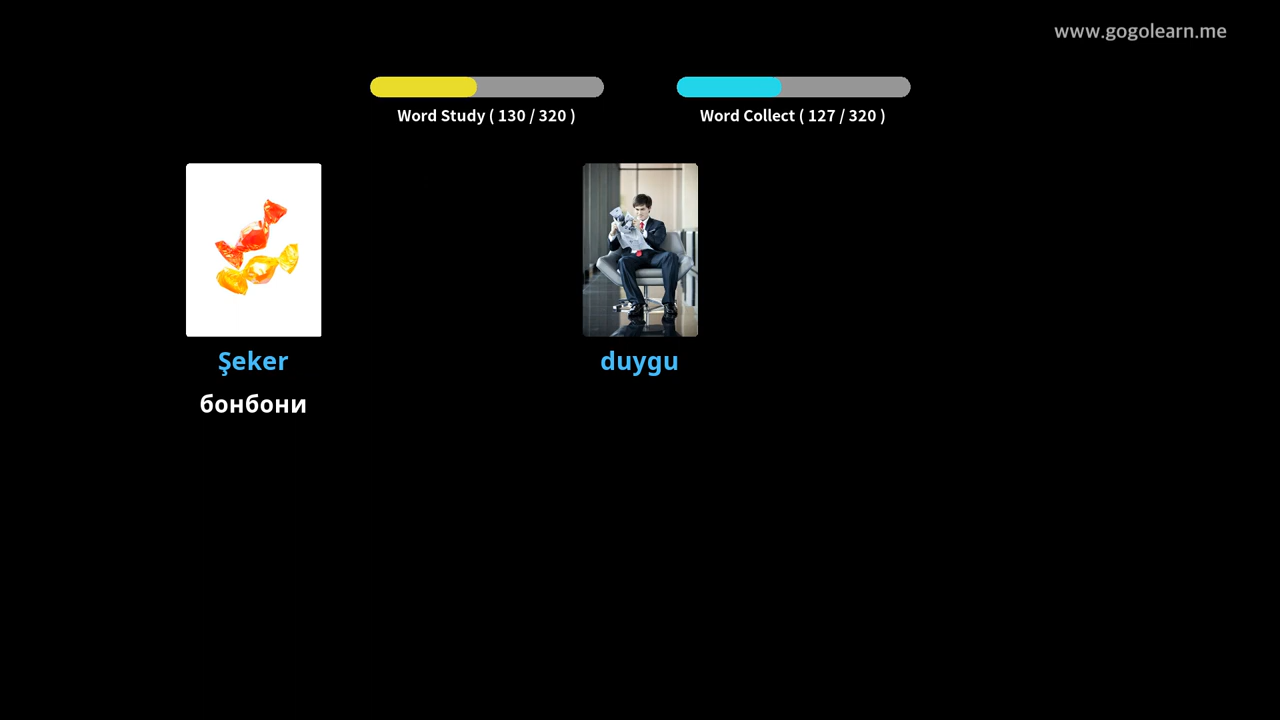 www.gogolearn.me
Word Study ( 130 / 320 )
Word Collect ( 127 / 320 )
Şeker
duygu
бонбони